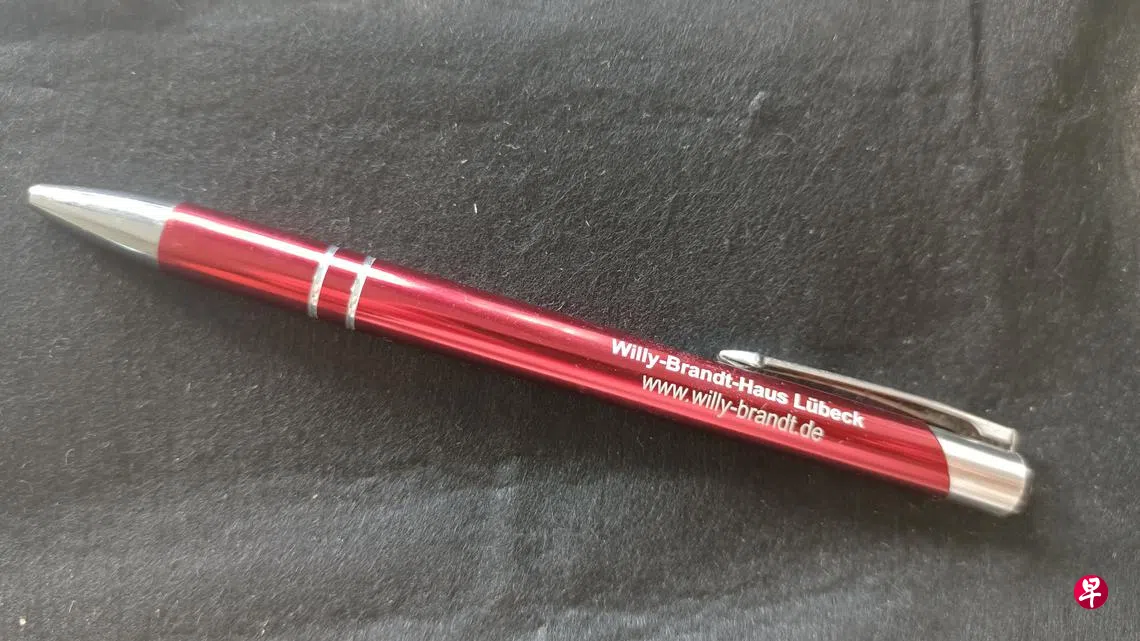 Willy-Brandt-Haus Lübeck
www.willy-brandt.de
早